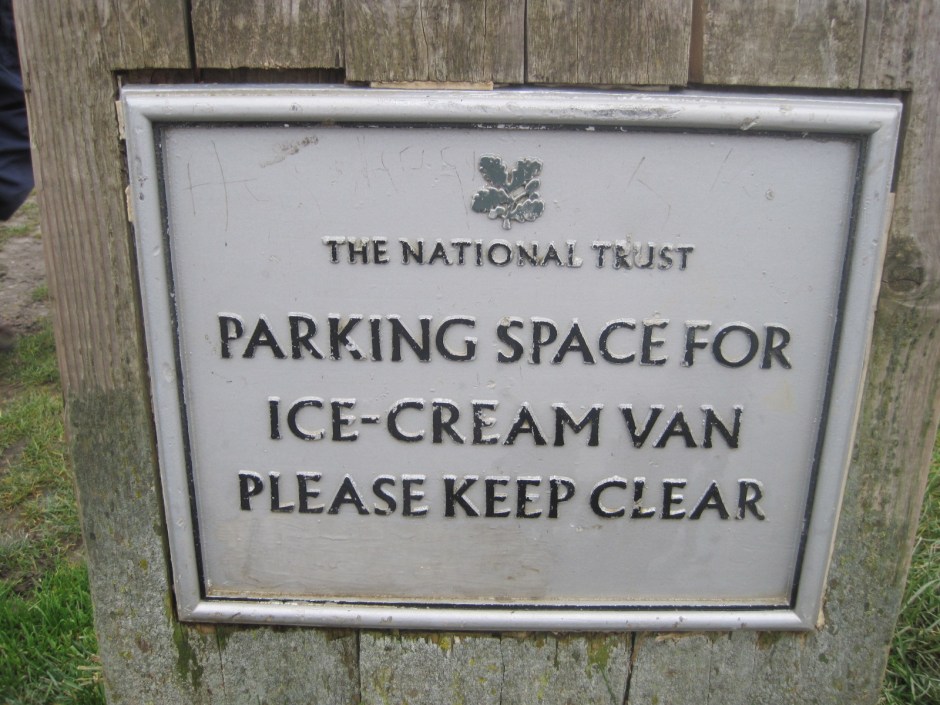 THE NATIONAL TRUST
PARKING SPACE FOR
ICE-CREAM VAN
PLEASE KEEP CLEAR